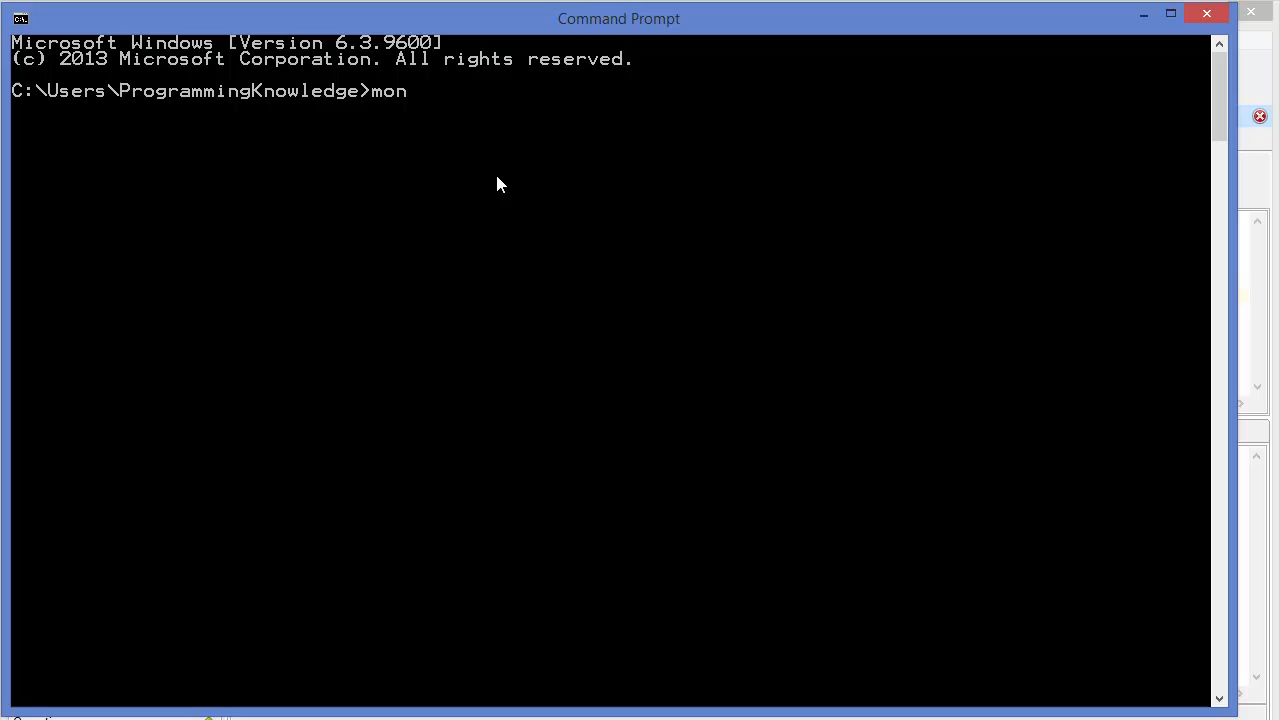 Command Prompt
Microsoft Windows [Version 6.3.9600]
(c) 2013 Microsoft Corporation. All rights reserved.
C:\Users\ProgrammingKnowledge>mon